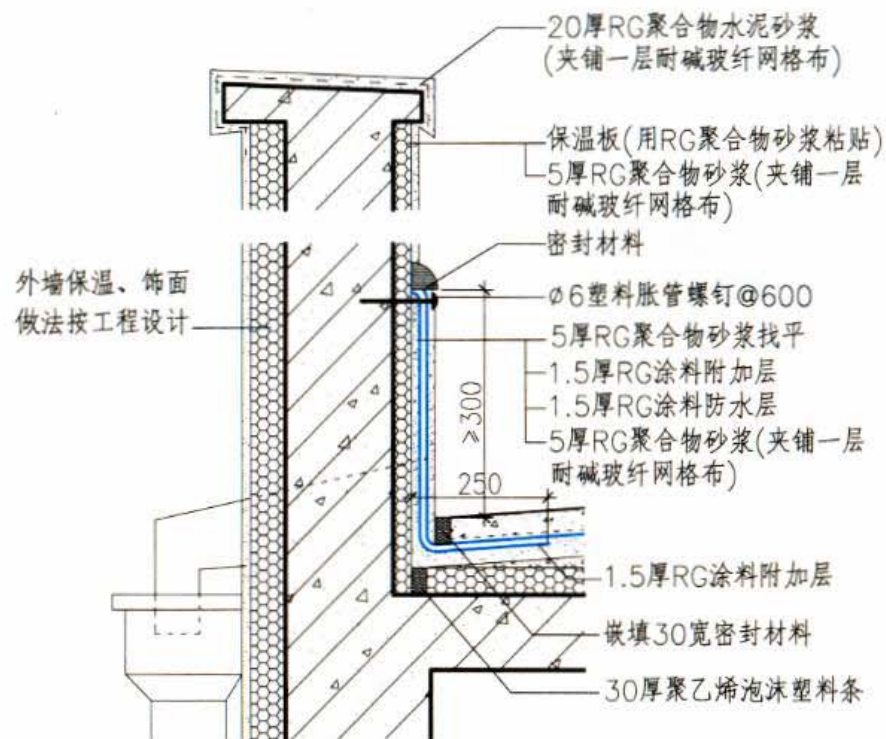 20厚RG聚合物水泥砂浆
(夹铺一层耐碱玻纤网格布)
保温板(用RG聚合物砂浆粘贴)
5厚RG聚合物砂浆(夹铺一层
耐碱玻纤网格布)
密封材料
外墙保温、饰面
做法按工程设计
ø6塑料胀管螺钉@600
5厚RG聚合物砂浆找平
1.5厚RG涂料附加层
1.5厚RG涂料防水层
5厚RG聚合物砂浆(夹铺一层
耐碱玻纤网格布)
≥300
250
1.5厚RG涂料附加层
嵌填30宽密封材料
30厚聚乙烯泡沫塑料条